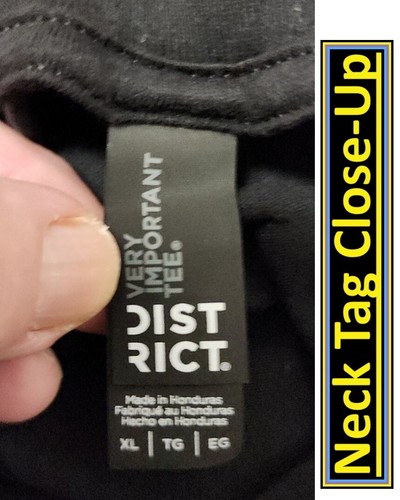 VERY
IMPORTANT
TEE®
DIST
RICT®
Made in Honduras
Fabriqué au Honduras
Hecho en Honduras
XL | TG | EG
Neck Tag Close-Up